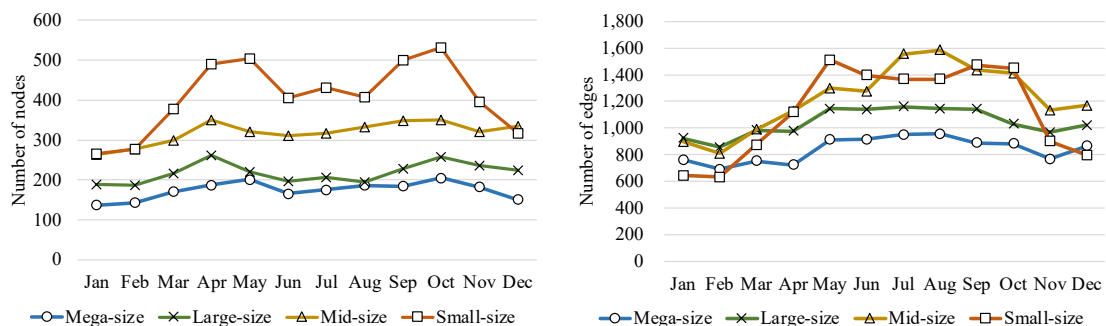 Number of nodes
600
500
400
300
200
100
0
Jan Feb Mar Apr May Jun Jul Aug Sep Oct Nov Dec
Mega-size Large-size Mid-size Small-size
Number of edges
1,800
1,600
1,400
1,200
1,000
800
600
400
200
0
Jan Feb Mar Apr May Jun Jul Aug Sep Oct Nov Dec
Mega-size Large-size Mid-size Small-size